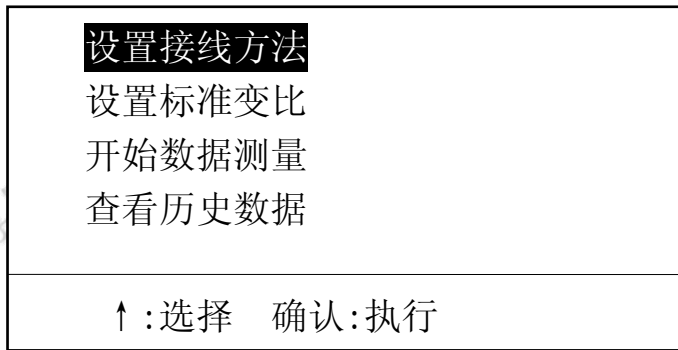 设置接线方法
设置标准变比
开始数据测量
查看历史数据
↑:选择 确认:执行